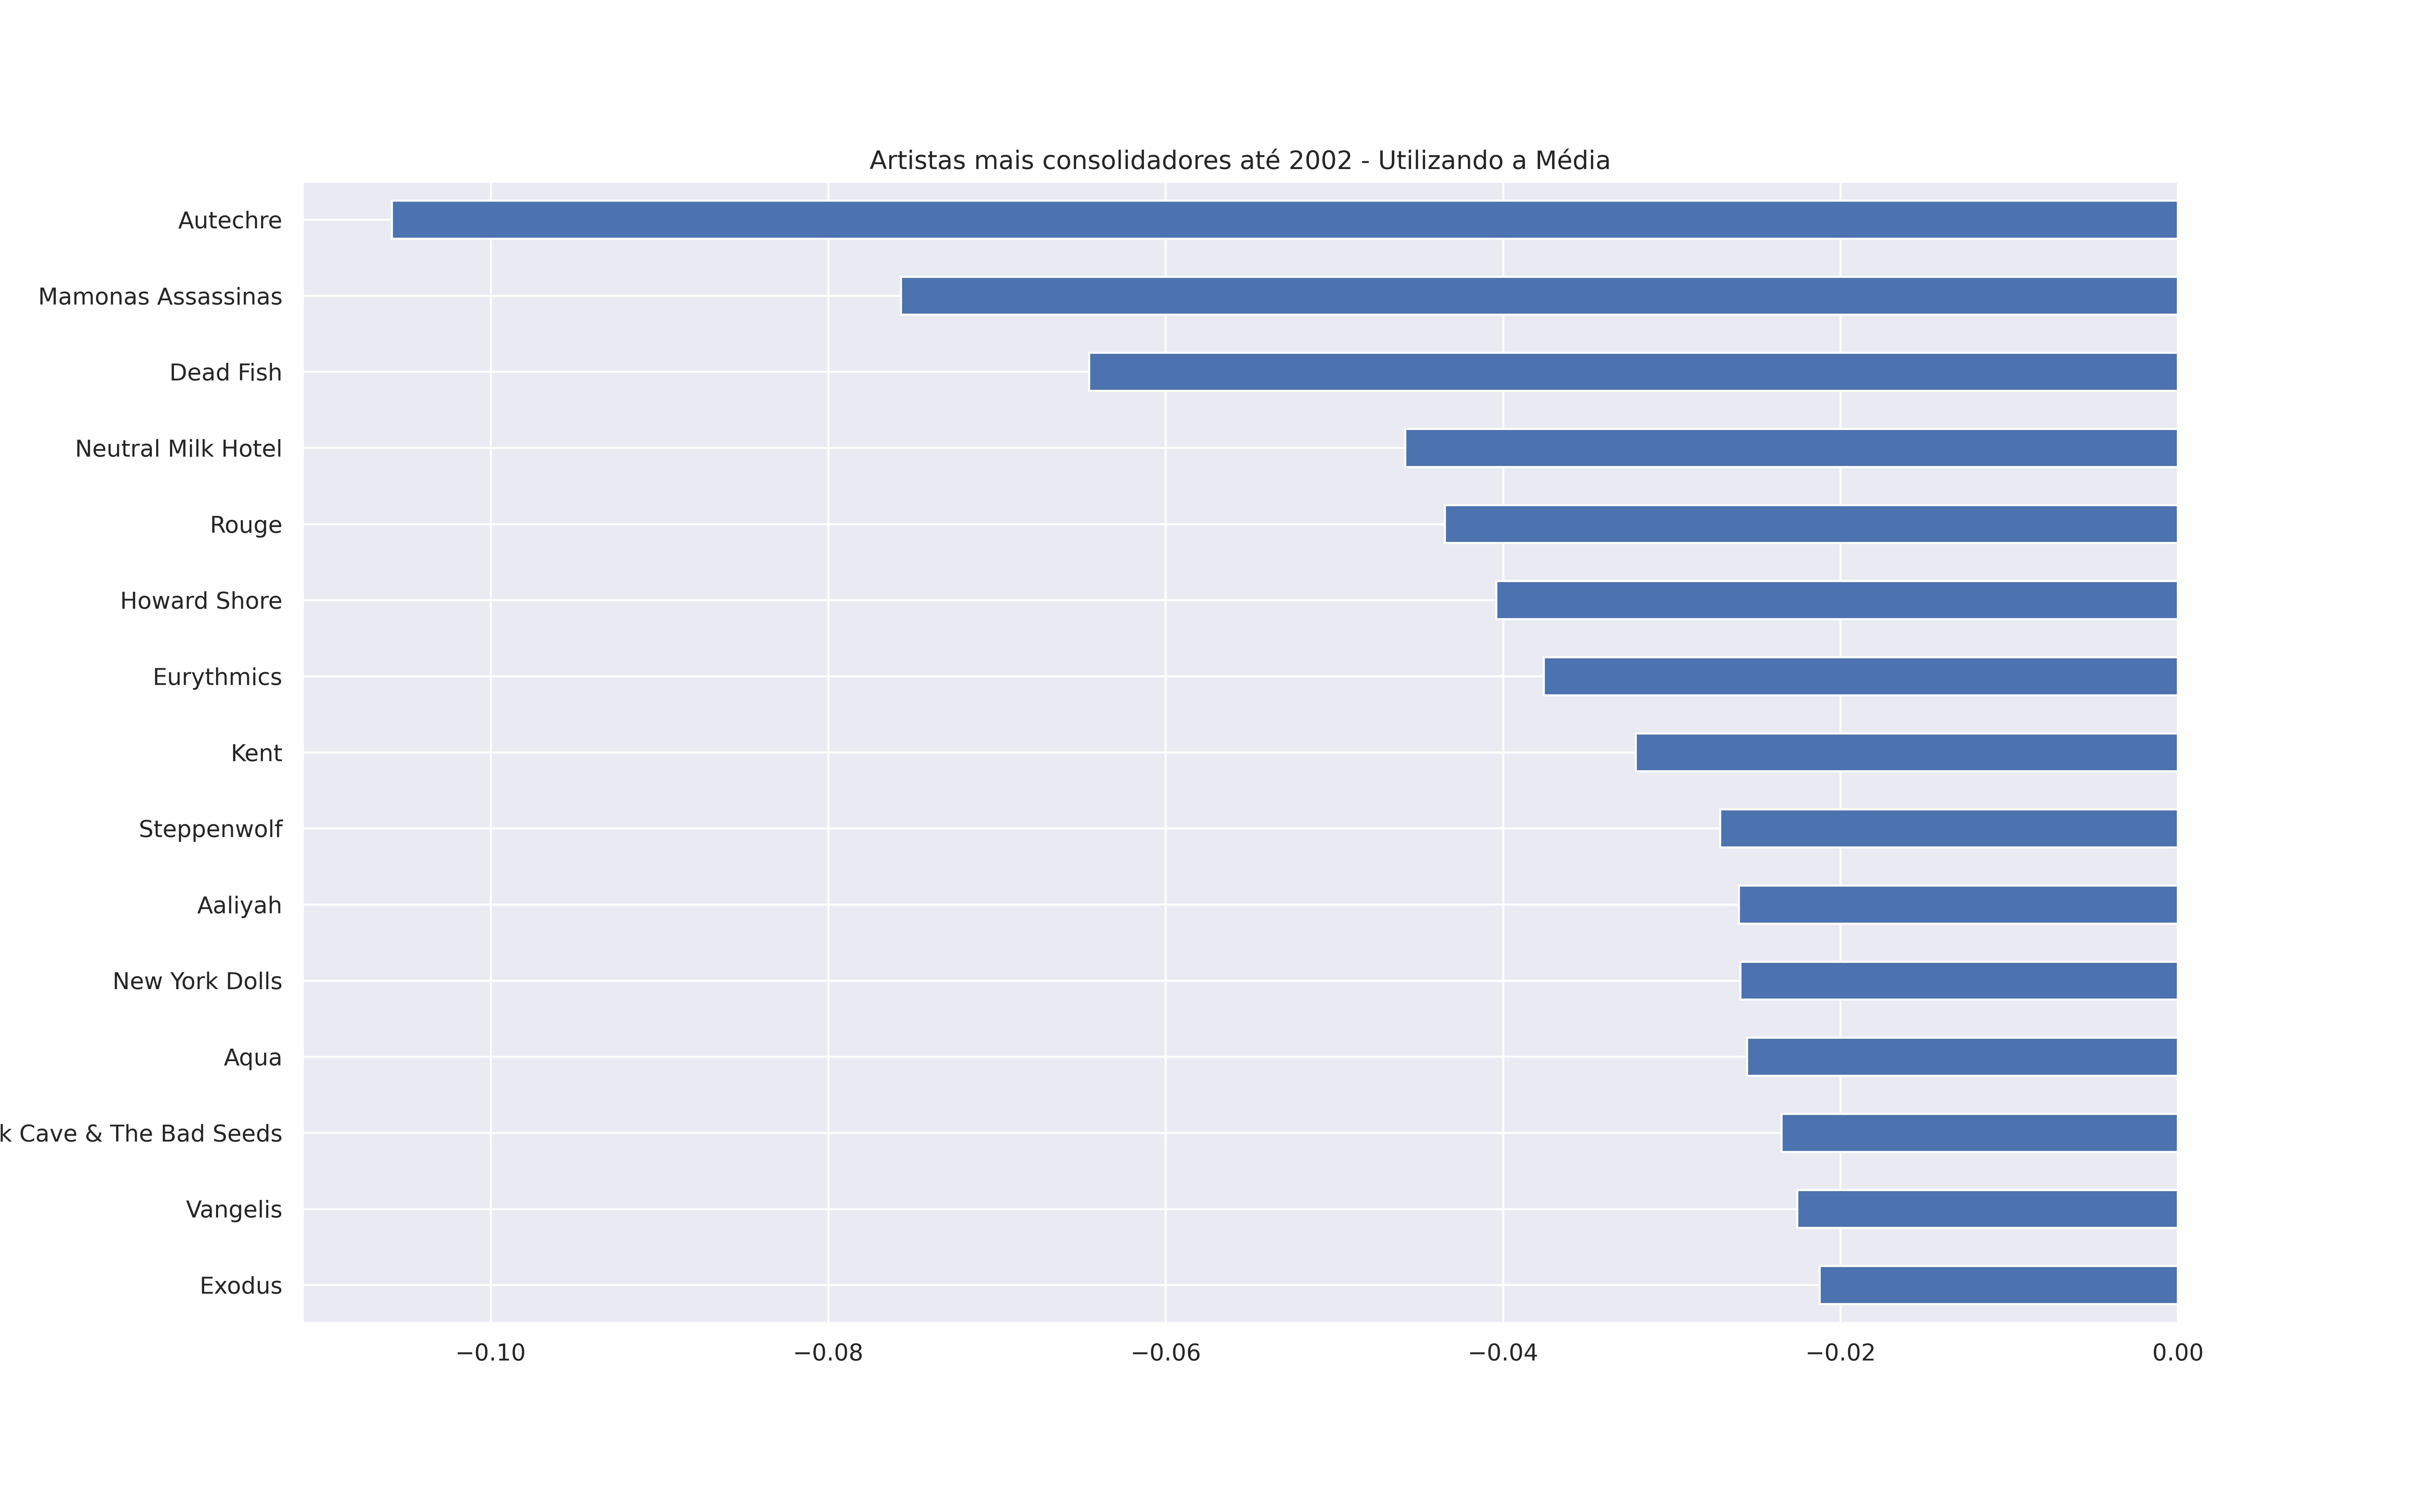 Artistas mais consolidadores até 2002 - Utilizando a Média
Autechre
Mamonas Assassinas
Dead Fish
Neutral Milk Hotel
Rouge
Howard Shore
Eurythmics
Kent
Steppenwolf
Aaliyah
New York Dolls
Aqua
k Cave & The Bad Seeds
Vangelis
Exodus
−0.10 −0.08 −0.06 −0.04 −0.02 0.00